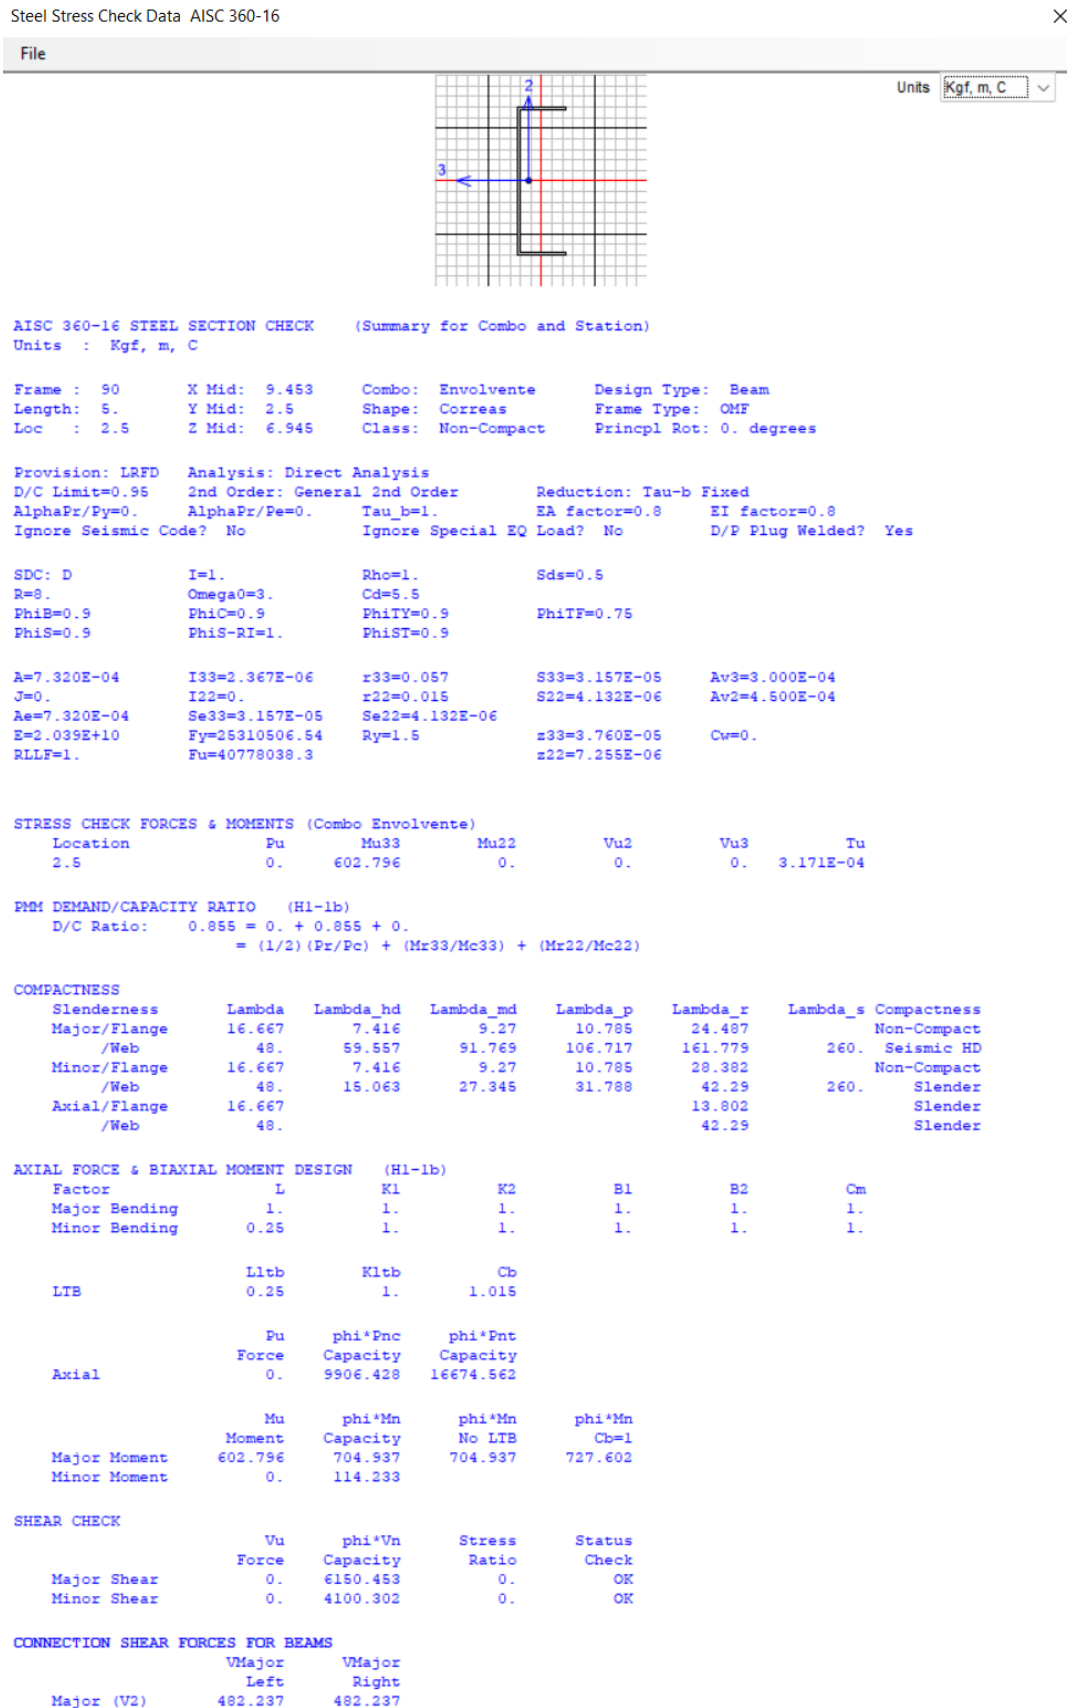 Steel Stress Check Data AISC 360-16
File
Units Kgf, m, C
2
3
AISC 360-16 STEEL SECTION CHECK (Summary for Combo and Station)
Units : Kgf, m, C
Frame : 90 X Mid: 9.453 Combo: Envolvente Design Type: Beam
Length: 5. Y Mid: 2.5 Shape: Correas Frame Type: OMF
Loc : 2.5 Z Mid: 6.945 Class: Non-Compact Princpl Rot: 0. degrees
Provision: LRFD Analysis: Direct Analysis
D/C Limit=0.95 2nd Order: General 2nd Order Reduction: Tau-b Fixed
AlphaPr/Py=0. AlphaPr/Pe=0. Tau_b=1. EA factor=0.8 EI factor=0.8
Ignore Seismic Code? No Ignore Special EQ Load? No D/P Plug Welded? Yes
SDC: D I=1. Rho=1. Sds=0.5
R=8. Omega0=3. Cd=5.5
PhiB=0.9 PhiC=0.9 PhiTY=0.9 PhiTF=0.75
PhiS=0.9 PhiS-RI=1. PhiST=0.9
A=7.320E-04 I33=2.367E-06 r33=0.057 S33=3.157E-05 Av3=3.000E-04
J=0. I22=0. r22=0.015 S22=4.132E-06 Av2=4.500E-04
Ae=7.320E-04 Se33=3.157E-05 Se22=4.132E-06
E=2.039E+10 Fy=25310506.54 Ry=1.5 z33=3.760E-05 Cw=0.
RLLF=1. Fu=40778038.3 z22=7.255E-06
STRESS CHECK FORCES & MOMENTS (Combo Envolvente)
Location Pu Mu33 Mu22 Vu2 Vu3 Tu
2.5 0. 602.796 0. 0. 0. 3.171E-04
PMM DEMAND/CAPACITY RATIO (H1-1b)
D/C Ratio: 0.855 = 0. + 0.855 + 0.
= (1/2)(Pr/Pc) + (Mr33/Mc33) + (Mr22/Mc22)
COMPACTNESS
Slenderness Lambda Lambda_hd Lambda_md Lambda_p Lambda_r Lambda_s Compactness
Major/Flange 16.667 7.416 9.27 10.785 24.487 Non-Compact
/Web 48. 59.557 91.769 106.717 161.779 260. Seismic HD
Minor/Flange 16.667 7.416 9.27 10.785 28.382 Non-Compact
/Web 48. 15.063 27.345 31.788 42.29 260. Slender
Axial/Flange 16.667 13.802 Slender
/Web 48. 42.29 Slender
AXIAL FORCE & BIAXIAL MOMENT DESIGN (H1-1b)
Factor L K1 K2 B1 B2 Cm
Major Bending 1. 1. 1. 1. 1. 1.
Minor Bending 0.25 1. 1. 1. 1. 1.
Lltb Kltb Cb
LTB 0.25 1. 1.015
Pu phi*Pnc phi*Pnt
Force Capacity Capacity
Axial 0. 9906.428 16674.562
Mu phi*Mn phi*Mn phi*Mn
Moment Capacity No LTB Cb=1
Major Moment 602.796 704.937 704.937 727.602
Minor Moment 0. 114.233
SHEAR CHECK
Vu phi*Vn Stress Status
Force Capacity Ratio Check
Major Shear 0. 6150.453 0. OK
Minor Shear 0. 4100.302 0. OK
CONNECTION SHEAR FORCES FOR BEAMS
VMajor VMajor
Left Right
Major (V2) 482.237 482.237